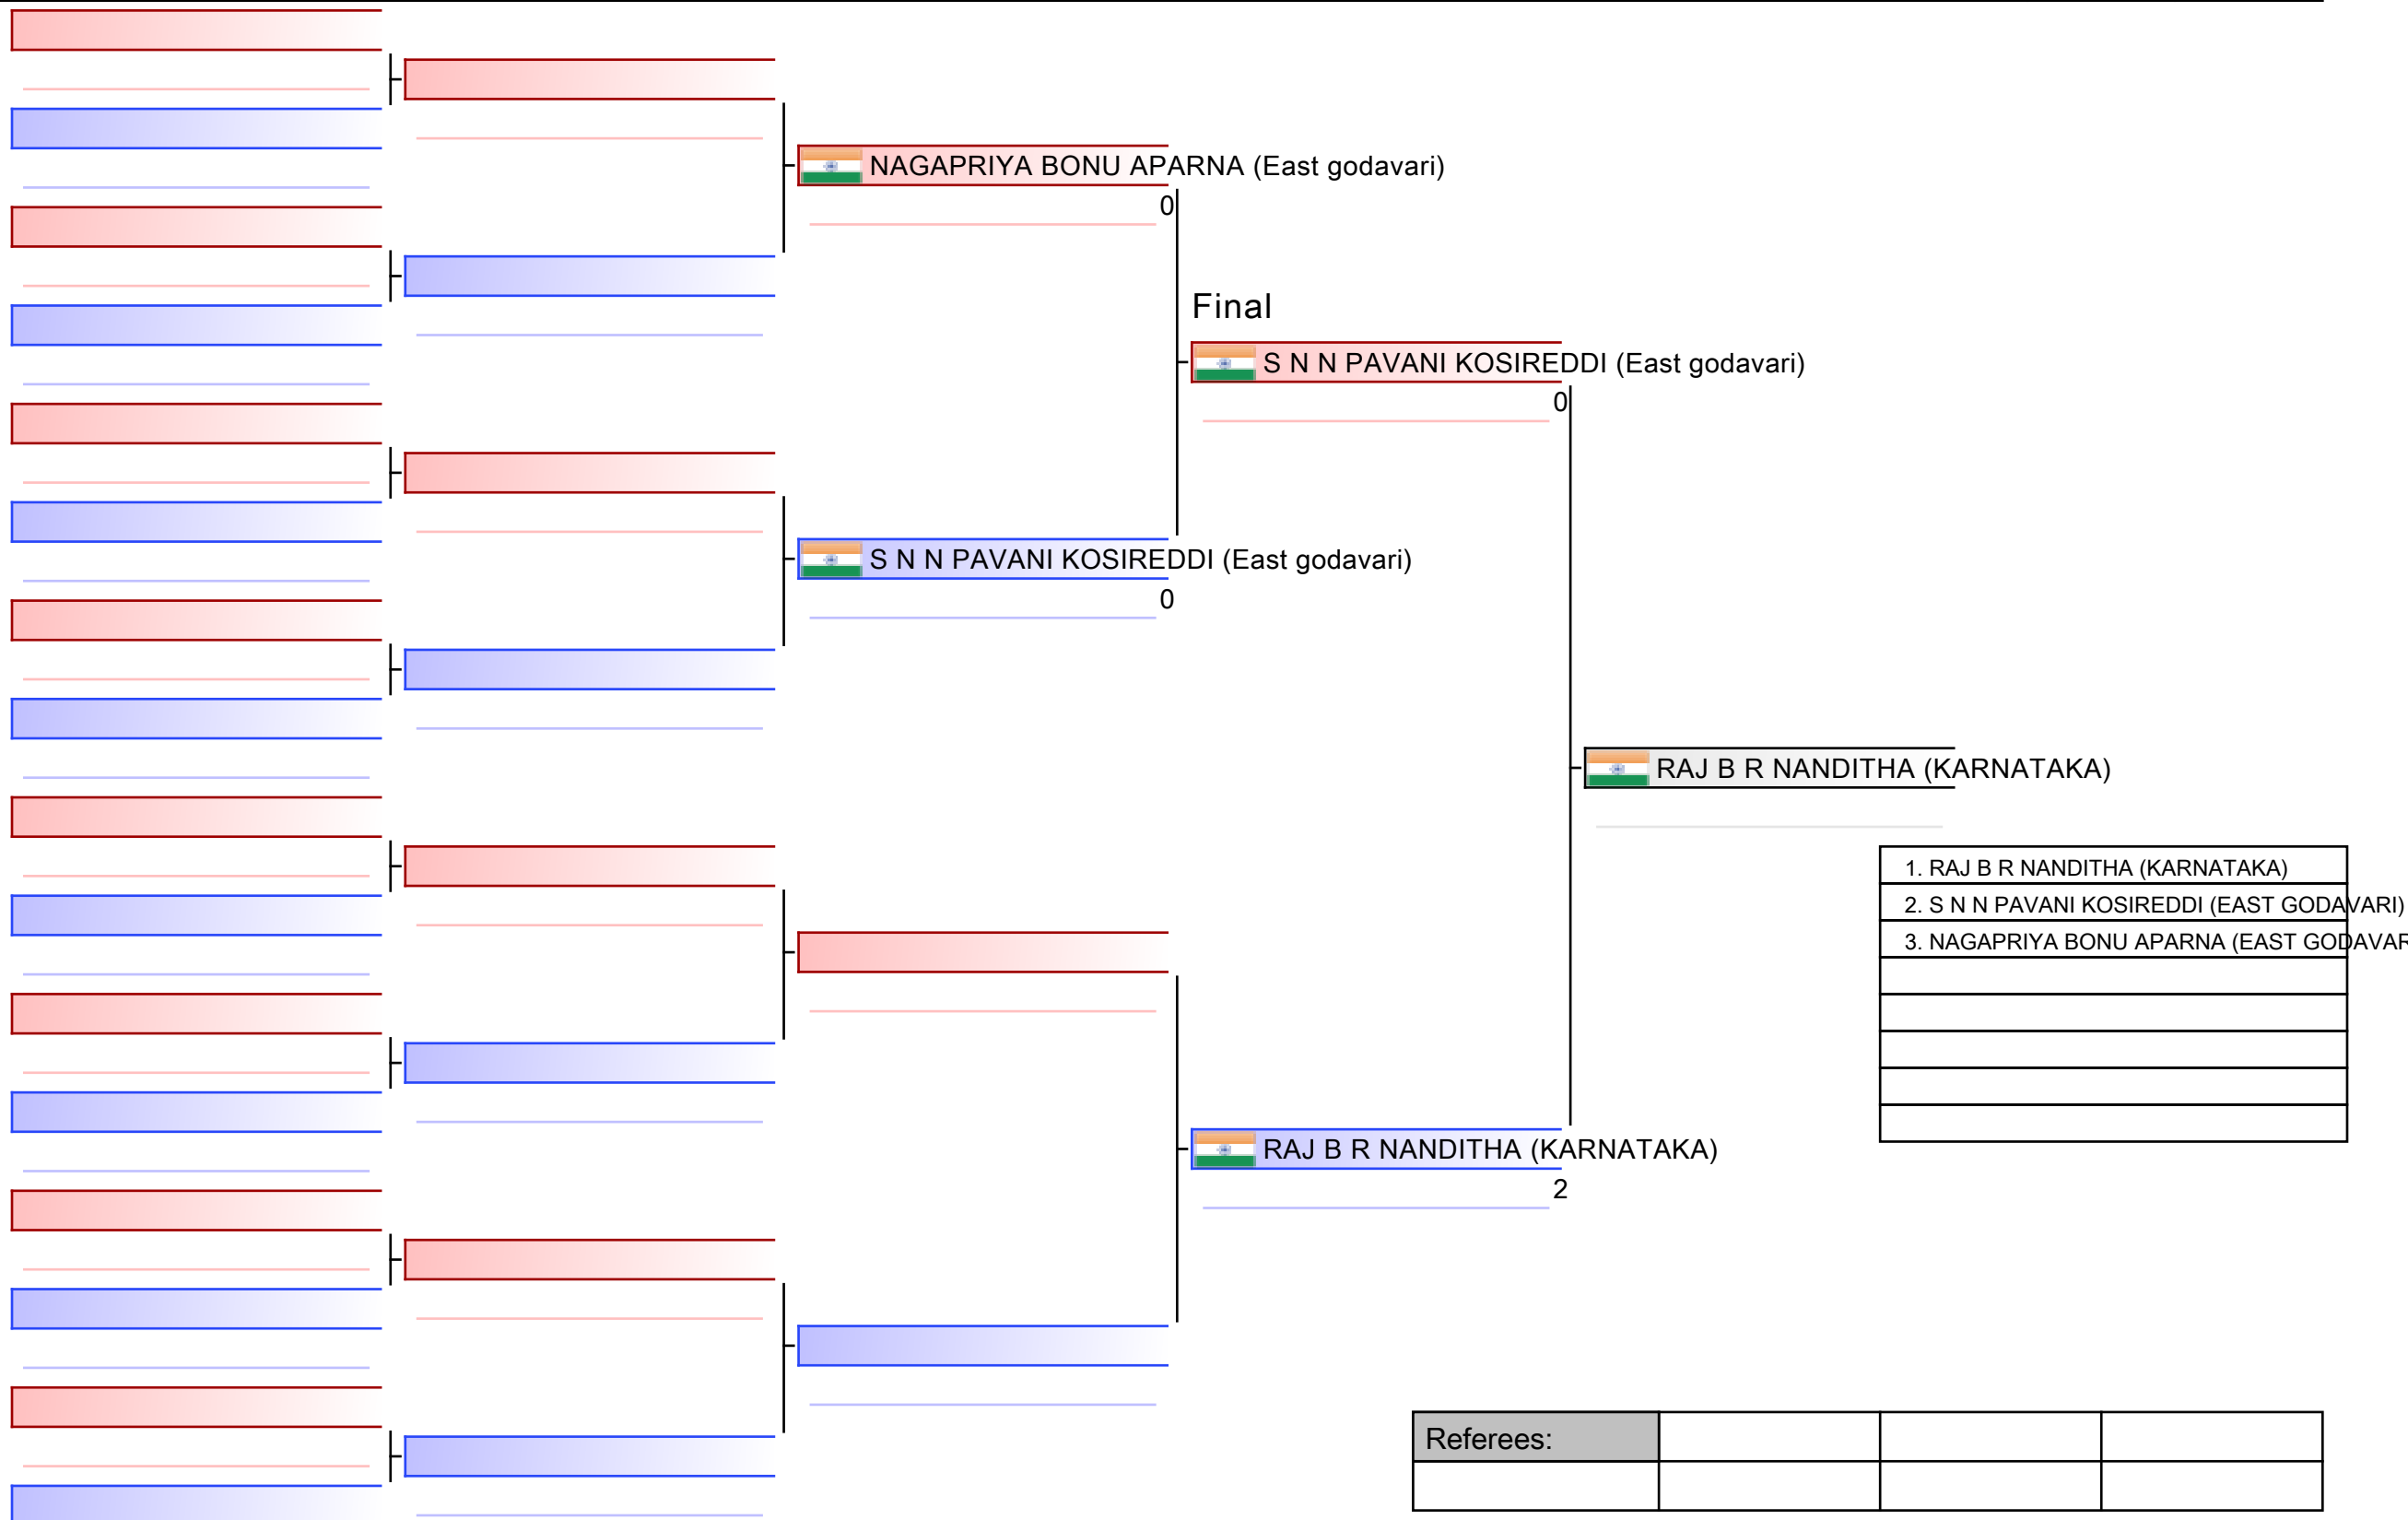 NAGAPRIYA BONU APARNA (East godavari)
0
Final
S N N PAVANI KOSIREDDI (East godavari)
0
S N N PAVANI KOSIREDDI (East godavari)
0
RAJ B R NANDITHA (KARNATAKA)
1. RAJ B R NANDITHA (KARNATAKA)
2. S N N PAVANI KOSIREDDI (EAST GODAVARI)
3. NAGAPRIYA BONU APARNA (EAST GODAVAR
RAJ B R NANDITHA (KARNATAKA)
2
Referees: